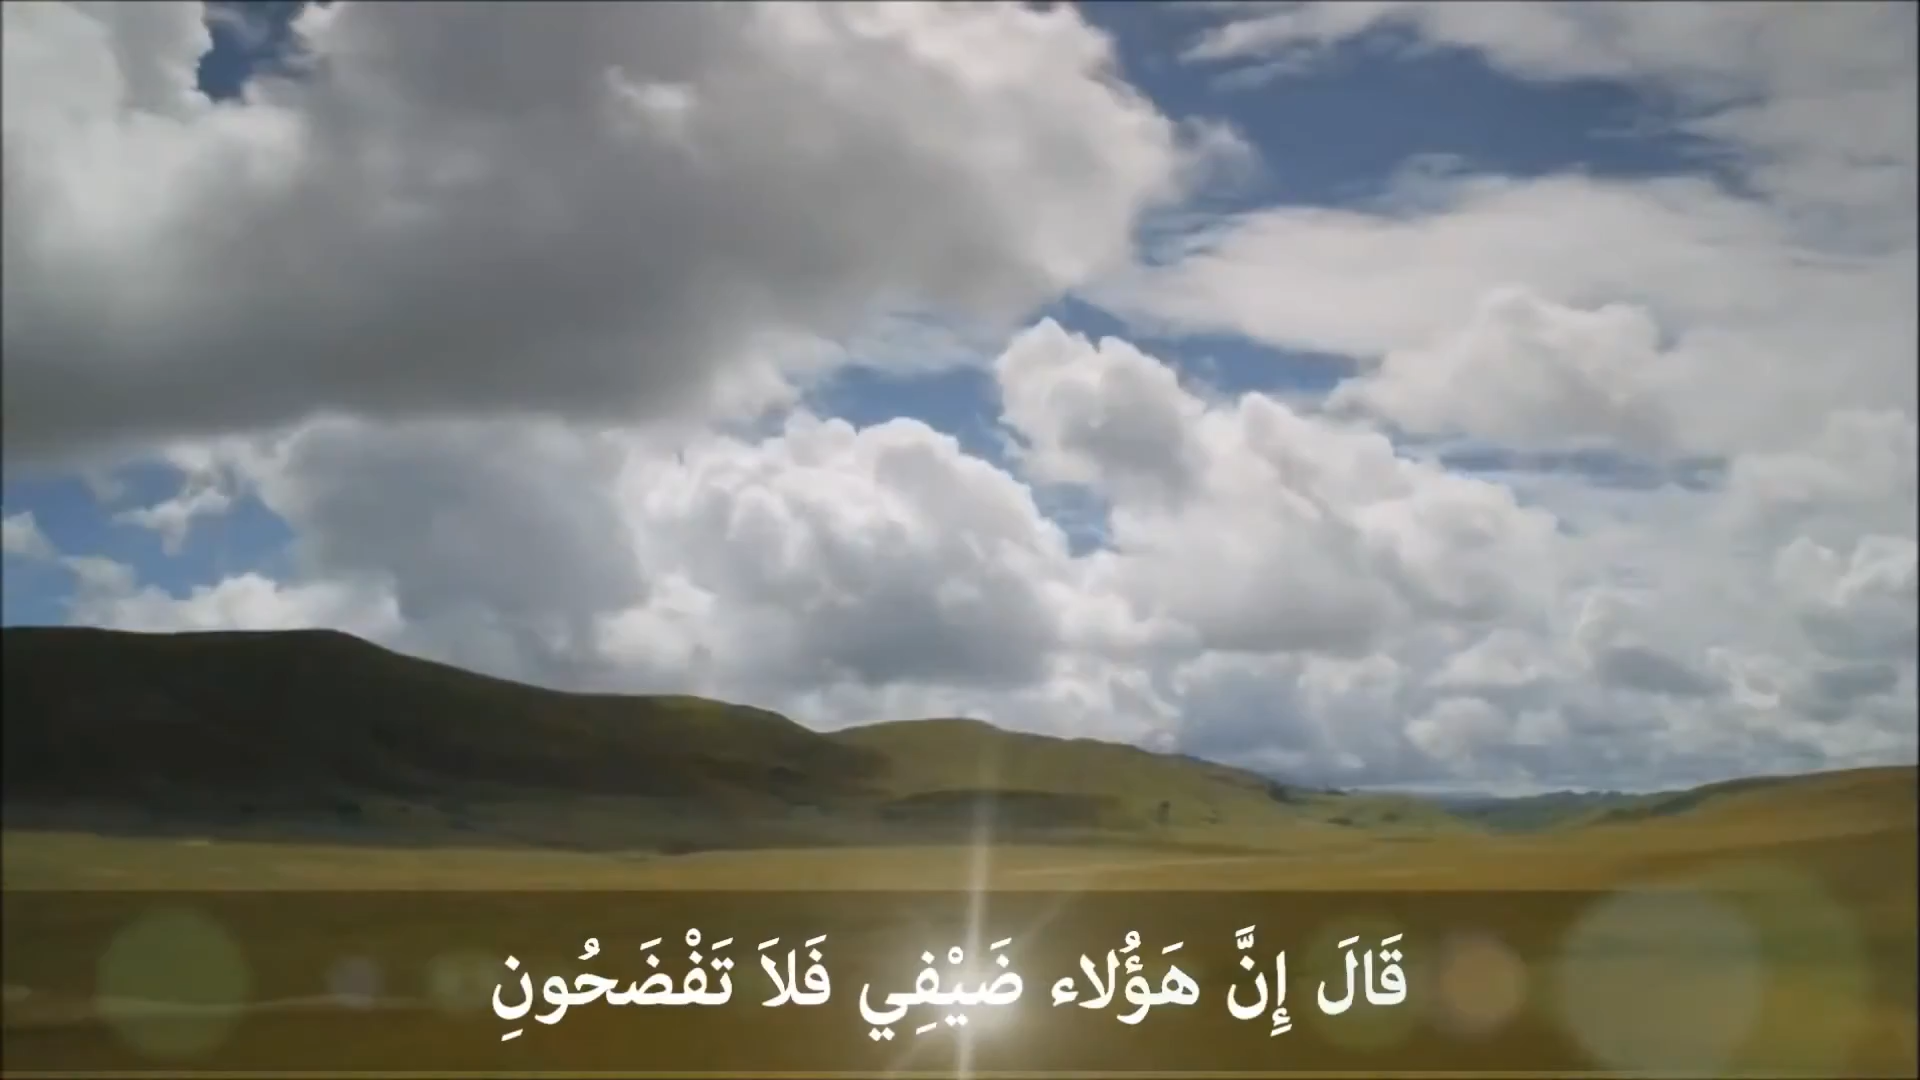 قَالَ إِنَّ هَؤُلاء ضَيْفِي فَلاَ تَفْضَحُونِ